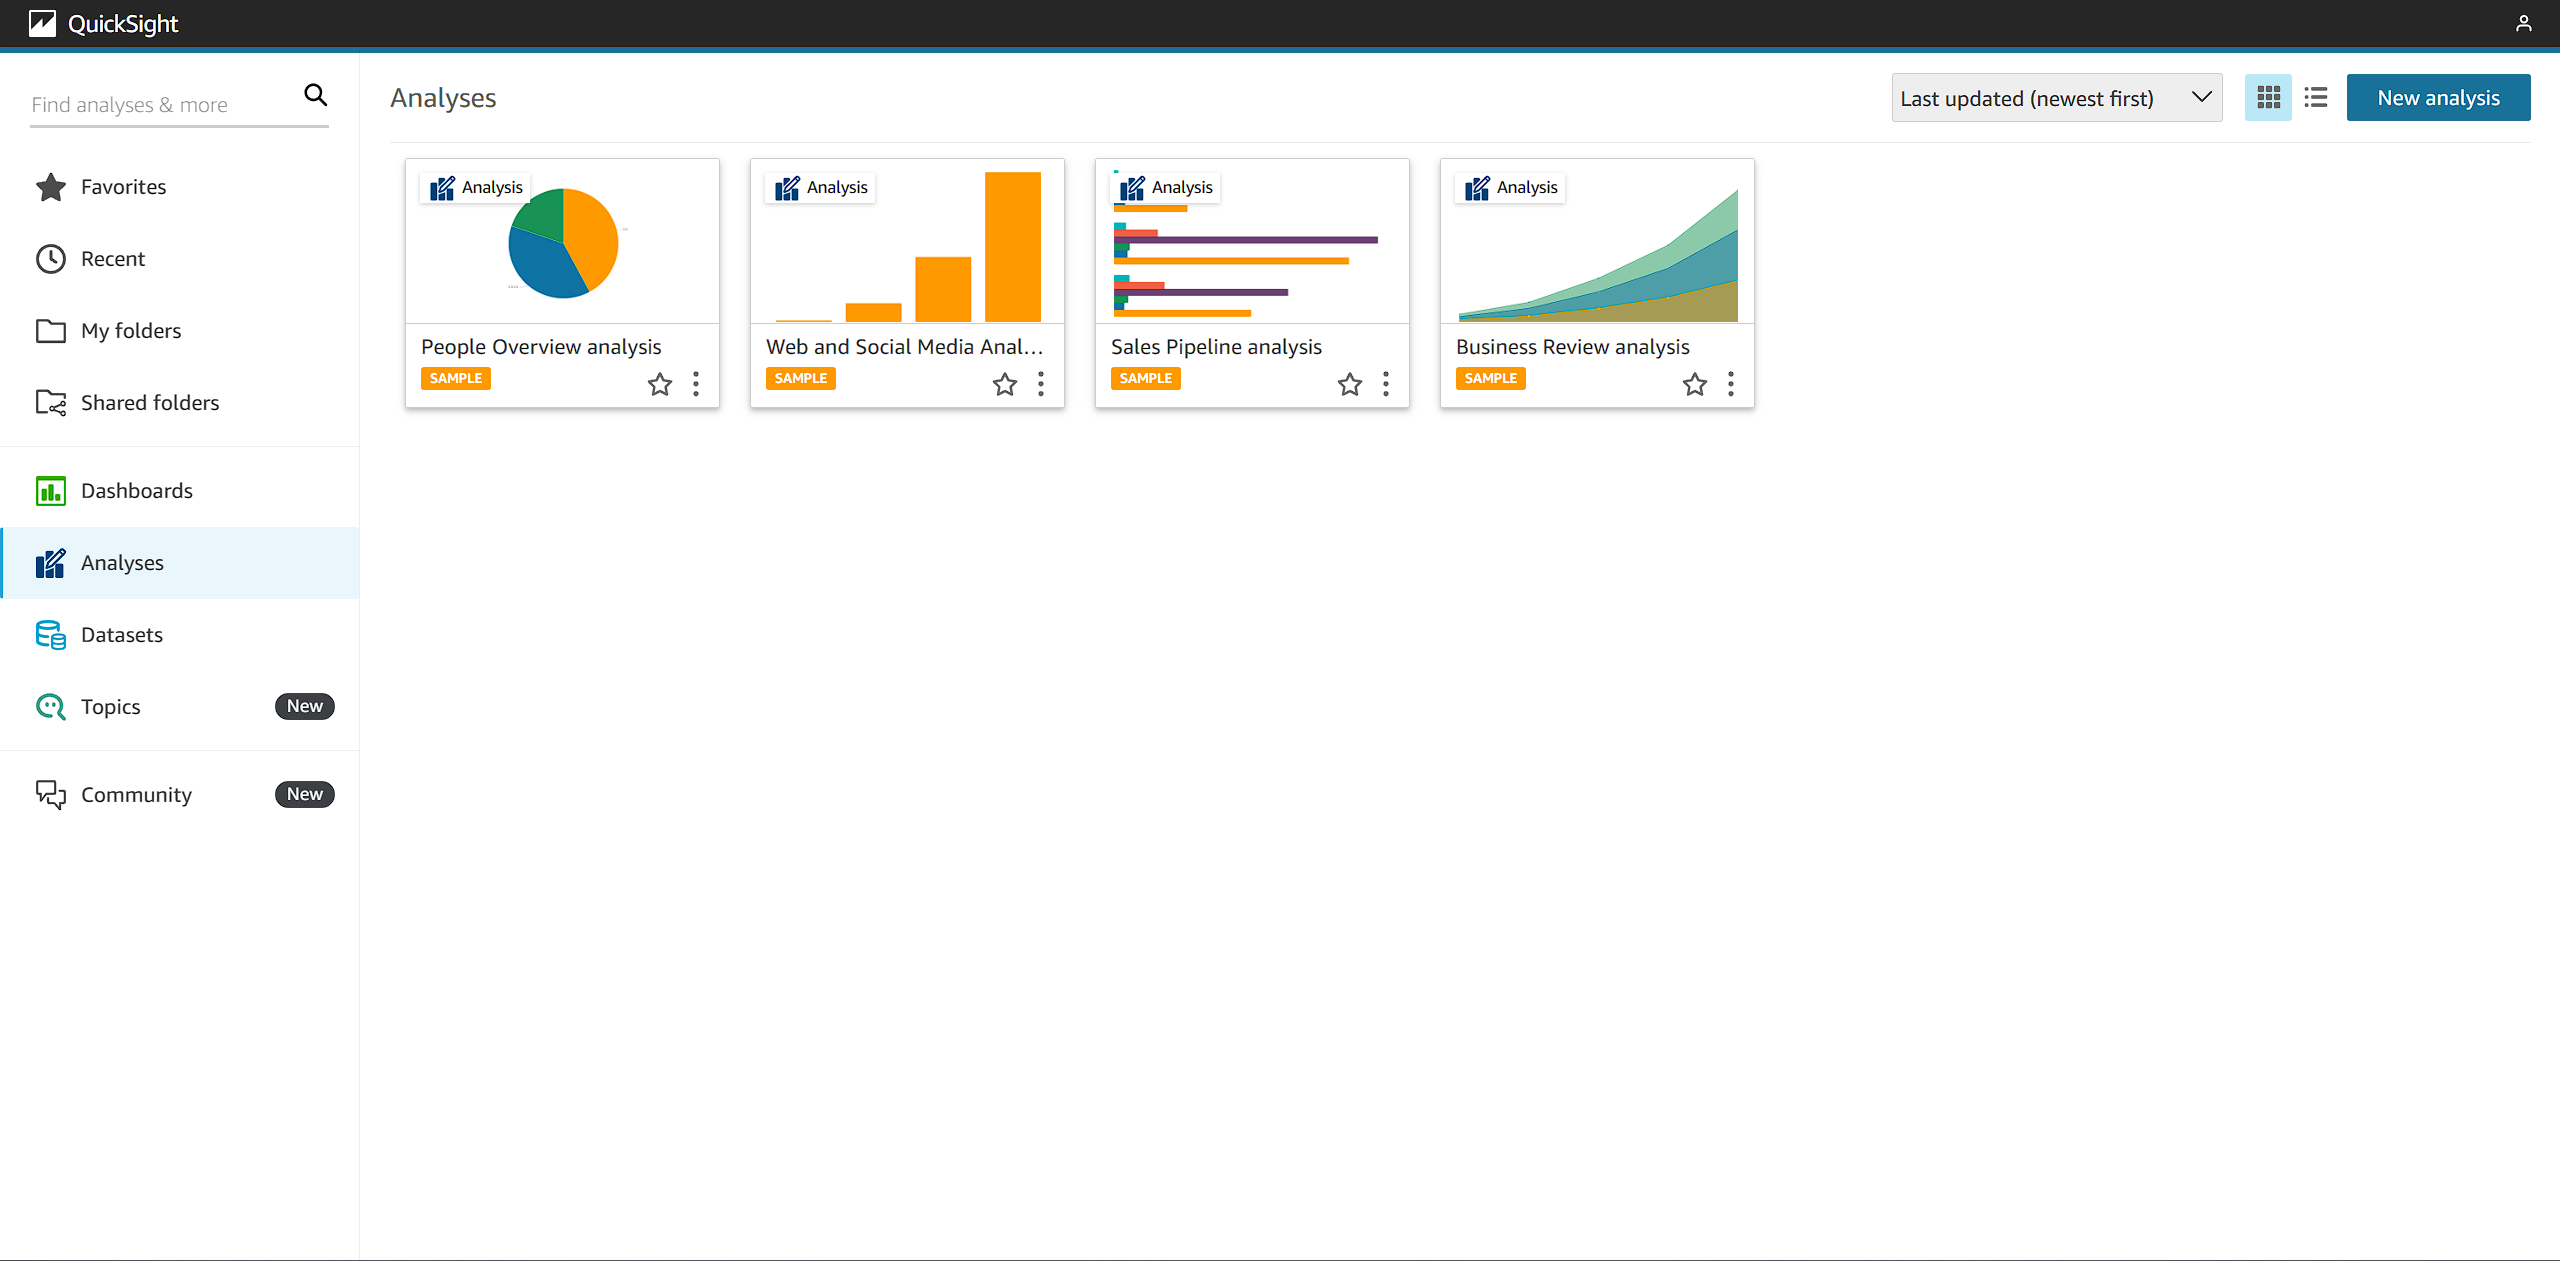 QuickSight
Find analyses & more
Favorites
Recent
My folders
Shared folders
Dashboards
Analyses
Datasets
Topics New
Community New
Analyses
Last updated (newest first)
New analysis
Analysis
People Overview analysis
SAMPLE
Analysis
Web and Social Media Anal...
SAMPLE
Analysis
Sales Pipeline analysis
SAMPLE
Analysis
Business Review analysis
SAMPLE